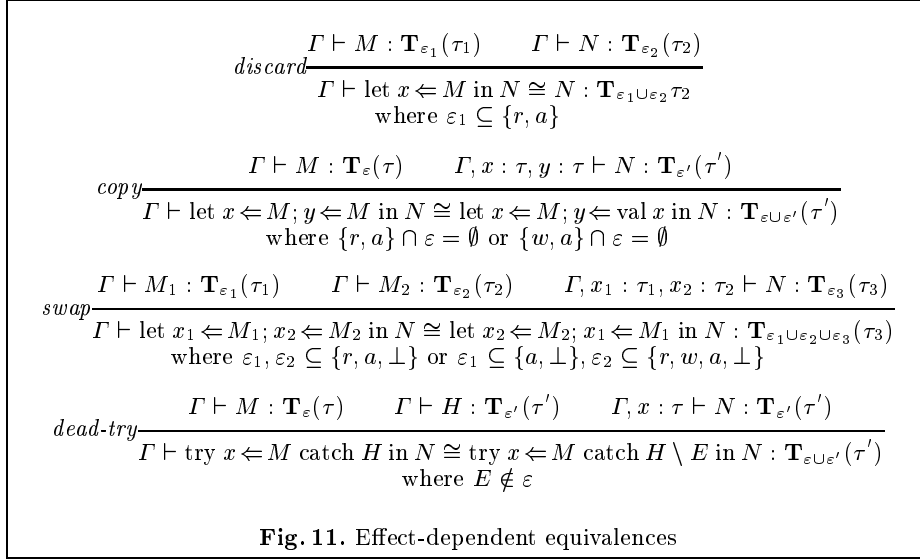 Γ ⊢ M : T_{ε₁}(τ₁)    Γ ⊢ N : T_{ε₂}(τ₂)
discard
Γ ⊢ let x ⇐ M in N ≅ N : T_{ε₁∪ε₂}τ₂
where ε₁ ⊆ {r, a}
Γ ⊢ M : T_ε(τ)    Γ, x : τ, y : τ ⊢ N : T_{ε′}(τ′)
copy
Γ ⊢ let x ⇐ M; y ⇐ M in N ≅ let x ⇐ M; y ⇐ val x in N : T_{ε∪ε′}(τ′)
where {r, a} ∩ ε = ∅ or {w, a} ∩ ε = ∅
Γ ⊢ M₁ : T_{ε₁}(τ₁)    Γ ⊢ M₂ : T_{ε₂}(τ₂)    Γ, x₁ : τ₁, x₂ : τ₂ ⊢ N : T_{ε₃}(τ₃)
swap
Γ ⊢ let x₁ ⇐ M₁; x₂ ⇐ M₂ in N ≅ let x₂ ⇐ M₂; x₁ ⇐ M₁ in N : T_{ε₁∪ε₂∪ε₃}(τ₃)
where ε₁, ε₂ ⊆ {r, a, ⊥} or ε₁ ⊆ {a, ⊥}, ε₂ ⊆ {r, w, a, ⊥}
Γ ⊢ M : T_ε(τ)    Γ ⊢ H : T_{ε′}(τ′)    Γ, x : τ ⊢ N : T_{ε′}(τ′)
dead-try
Γ ⊢ try x ⇐ M catch H in N ≅ try x ⇐ M catch H \ E in N : T_{ε∪ε′}(τ′)
where E ∉ ε
Fig. 11. Effect-dependent equivalences